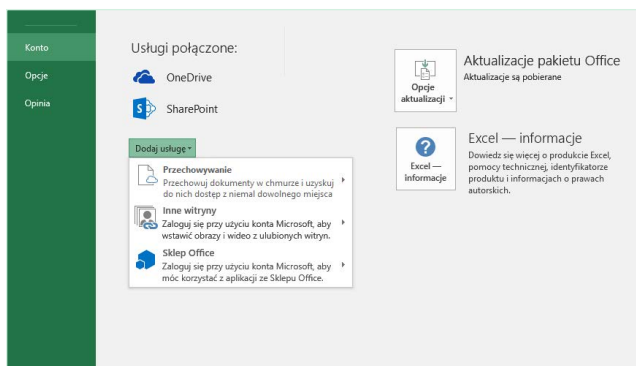 Konto
Opcje
Opinia
Usługi połączone:
OneDrive
SharePoint
Dodaj usługę
Przechowywanie
Przechowuj dokumenty w chmurze i uzyskuj
do nich dostęp z niemal dowolnego miejsca
Inne witryny
Zaloguj się przy użyciu konta Microsoft, aby
wstawić obrazy i wideo z ulubionych witryn.
Sklep Office
Zaloguj się przy użyciu konta Microsoft, aby
móc korzystać z aplikacji ze Sklepu Office.
Opcje
aktualizacji
Aktualizacje pakietu Office
Aktualizacje są pobierane
Excel —
informacje
Excel — informacje
Dowiedz się więcej o produkcie Excel,
pomocy technicznej, identyfikatorze
produktu i informacjach o prawach
autorskich.